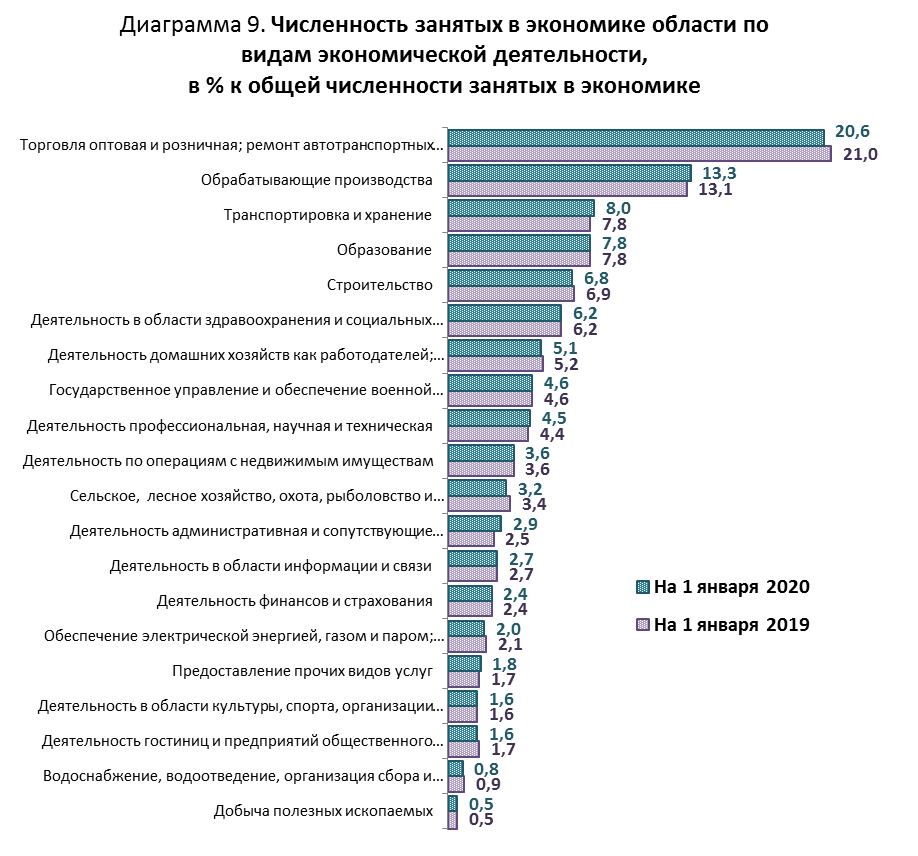 Диаграмма 9. Численность занятых в экономике области по
видам экономической деятельности,
в % к общей численности занятых в экономике
Торговля оптовая и розничная; ремонт автотранспортных...
20,6
21,0
Обрабатывающие производства
13,3
13,1
Транспортировка и хранение
8,0
7,8
Образование
7,8
7,8
Строительство
6,8
6,9
Деятельность в области здравоохранения и социальных...
6,2
6,2
Деятельность домашних хозяйств как работодателей;...
5,1
5,2
Государственное управление и обеспечение военной...
4,6
4,6
Деятельность профессиональная, научная и техническая
4,5
4,4
Деятельность по операциям с недвижимым имуществам
3,6
3,6
Сельское, лесное хозяйство, охота, рыболовство и...
3,2
3,4
Деятельность административная и сопутствующие...
2,9
2,5
Деятельность в области информации и связи
2,7
2,7
Деятельность финансов и страхования
2,4
2,4
Обеспечение электрической энергией, газом и паром;...
2,0
2,1
Предоставление прочих видов услуг
1,8
1,7
Деятельность в области культуры, спорта, организации...
1,6
1,6
Деятельность гостиниц и предприятий общественного...
1,6
1,7
Водоснабжение, водоотведение, организация сбора и...
0,8
0,9
Добыча полезных ископаемых
0,5
0,5
На 1 января 2020
На 1 января 2019